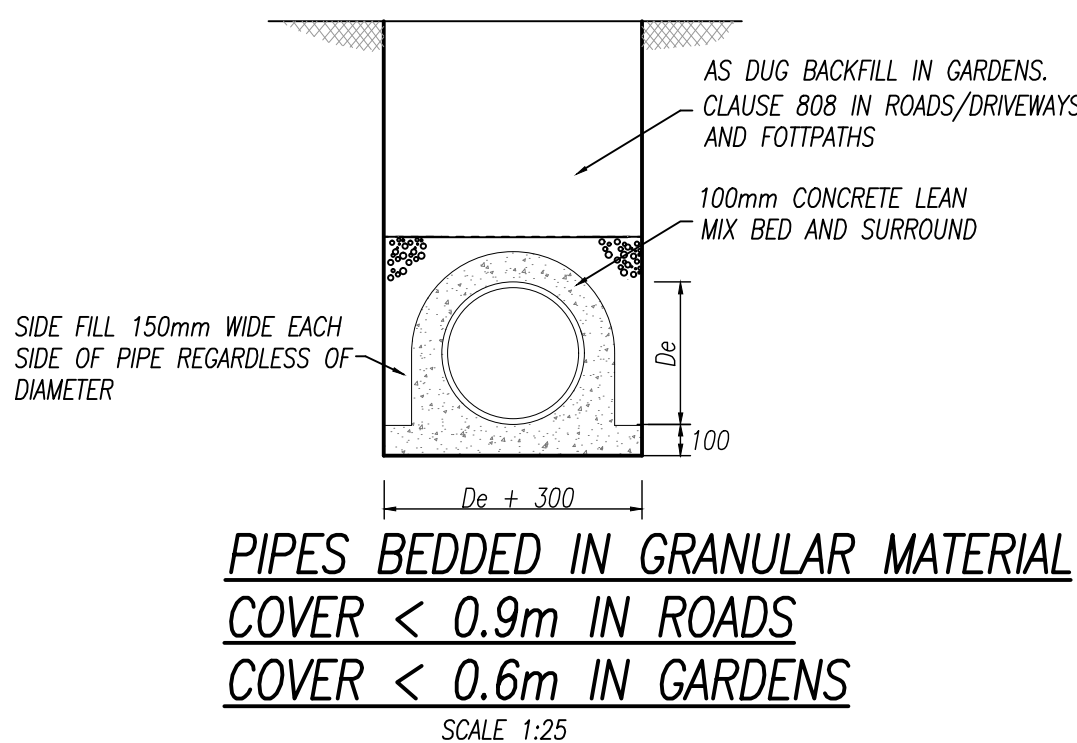 AS DUG BACKFILL IN GARDENS.
CLAUSE 808 IN ROADS/DRIVEWAYS
AND FOTTPATHS
100mm CONCRETE LEAN
MIX BED AND SURROUND
SIDE FILL 150mm WIDE EACH
SIDE OF PIPE REGARDLESS OF
DIAMETER
De
100
De + 300
PIPES BEDDED IN GRANULAR MATERIAL
COVER < 0.9m IN ROADS
COVER < 0.6m IN GARDENS
SCALE 1:25